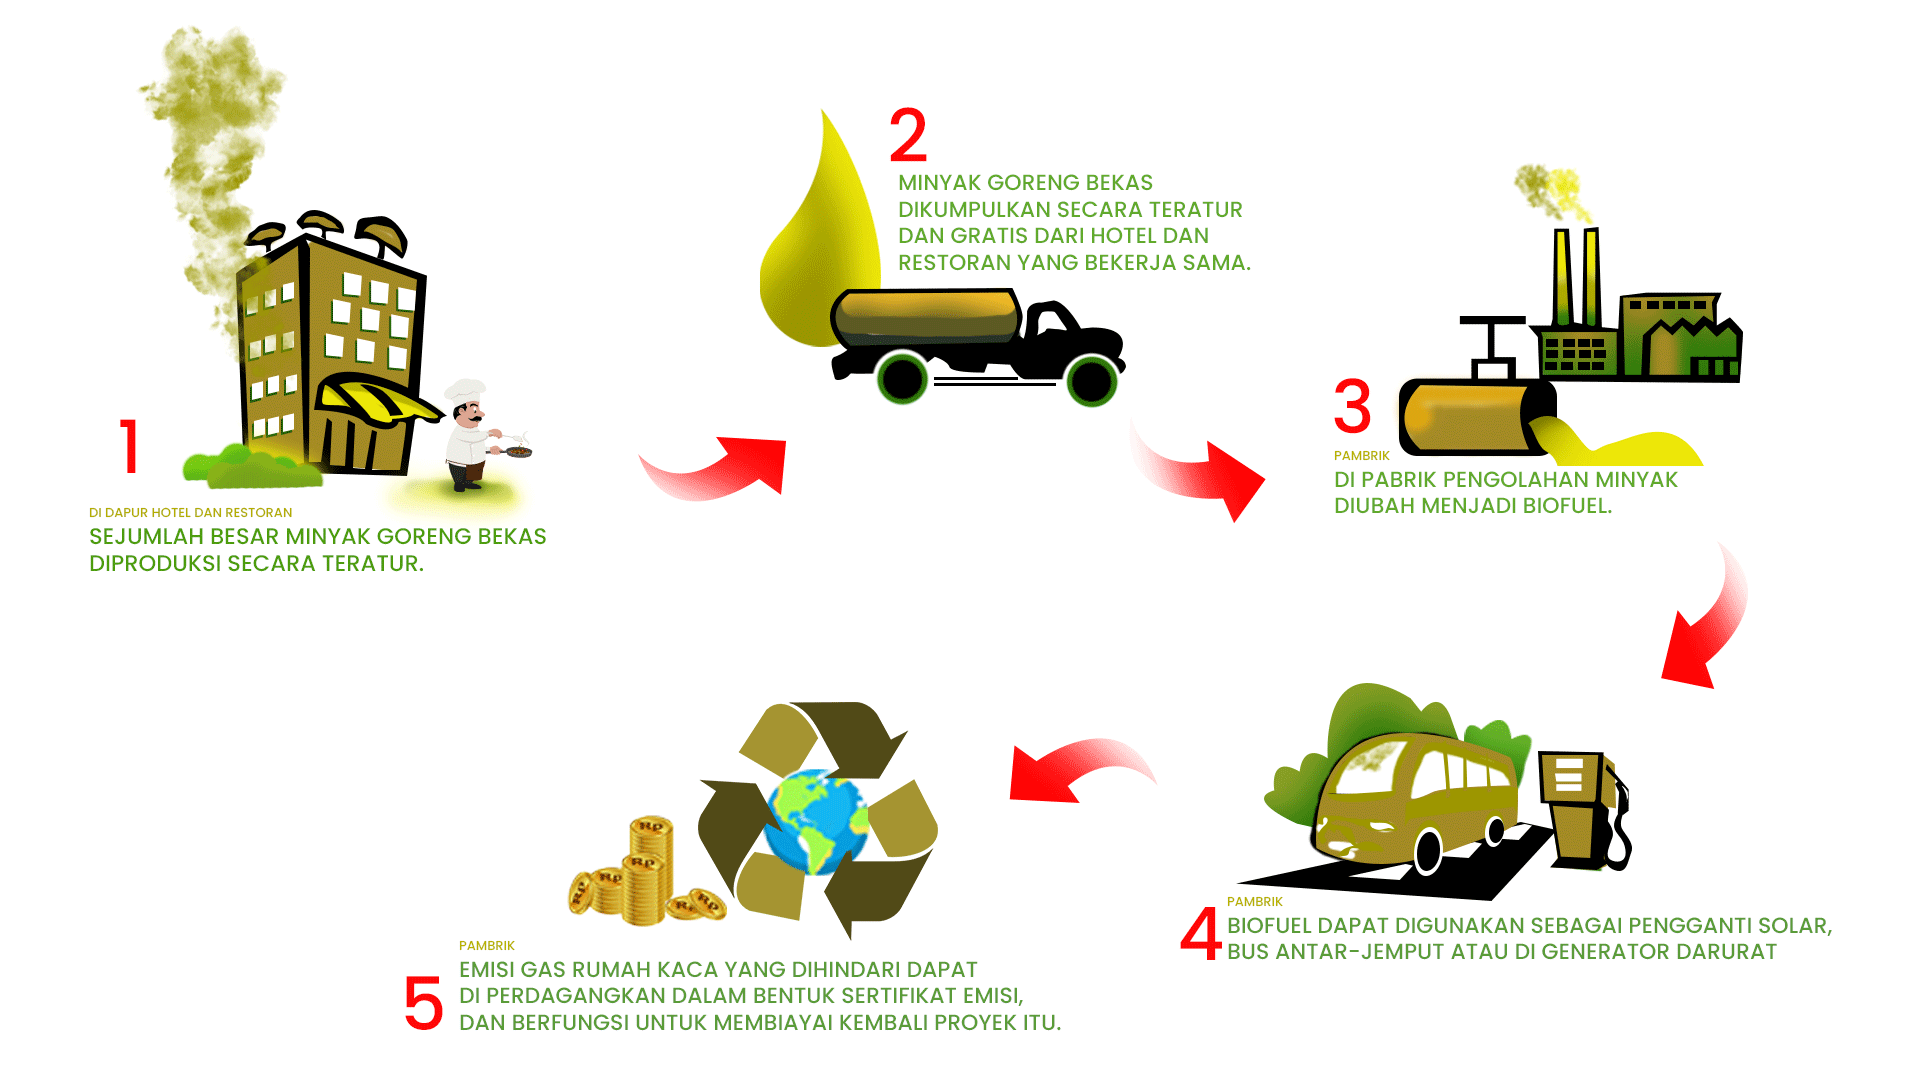 1
DI DAPUR HOTEL DAN RESTORAN
SEJUMLAH BESAR MINYAK GORENG BEKAS
DIPRODUKSI SECARA TERATUR.
2
MINYAK GORENG BEKAS
DIKUMPULKAN SECARA TERATUR
DAN GRATIS DARI HOTEL DAN
RESTORAN YANG BEKERJA SAMA.
3
PAMBRIK
DI PABRIK PENGOLAHAN MINYAK
DIUBAH MENJADI BIOFUEL.
4
PAMBRIK
BIOFUEL DAPAT DIGUNAKAN SEBAGAI PENGGANTI SOLAR,
BUS ANTAR-JEMPUT ATAU DI GENERATOR DARURAT
Rp
Rp
Rp
Rp
Rp
Rp
5
PAMBRIK
EMISI GAS RUMAH KACA YANG DIHINDARI DAPAT
DI PERDAGANGKAN DALAM BENTUK SERTIFIKAT EMISI,
DAN BERFUNGSI UNTUK MEMBIAYAI KEMBALI PROYEK ITU.